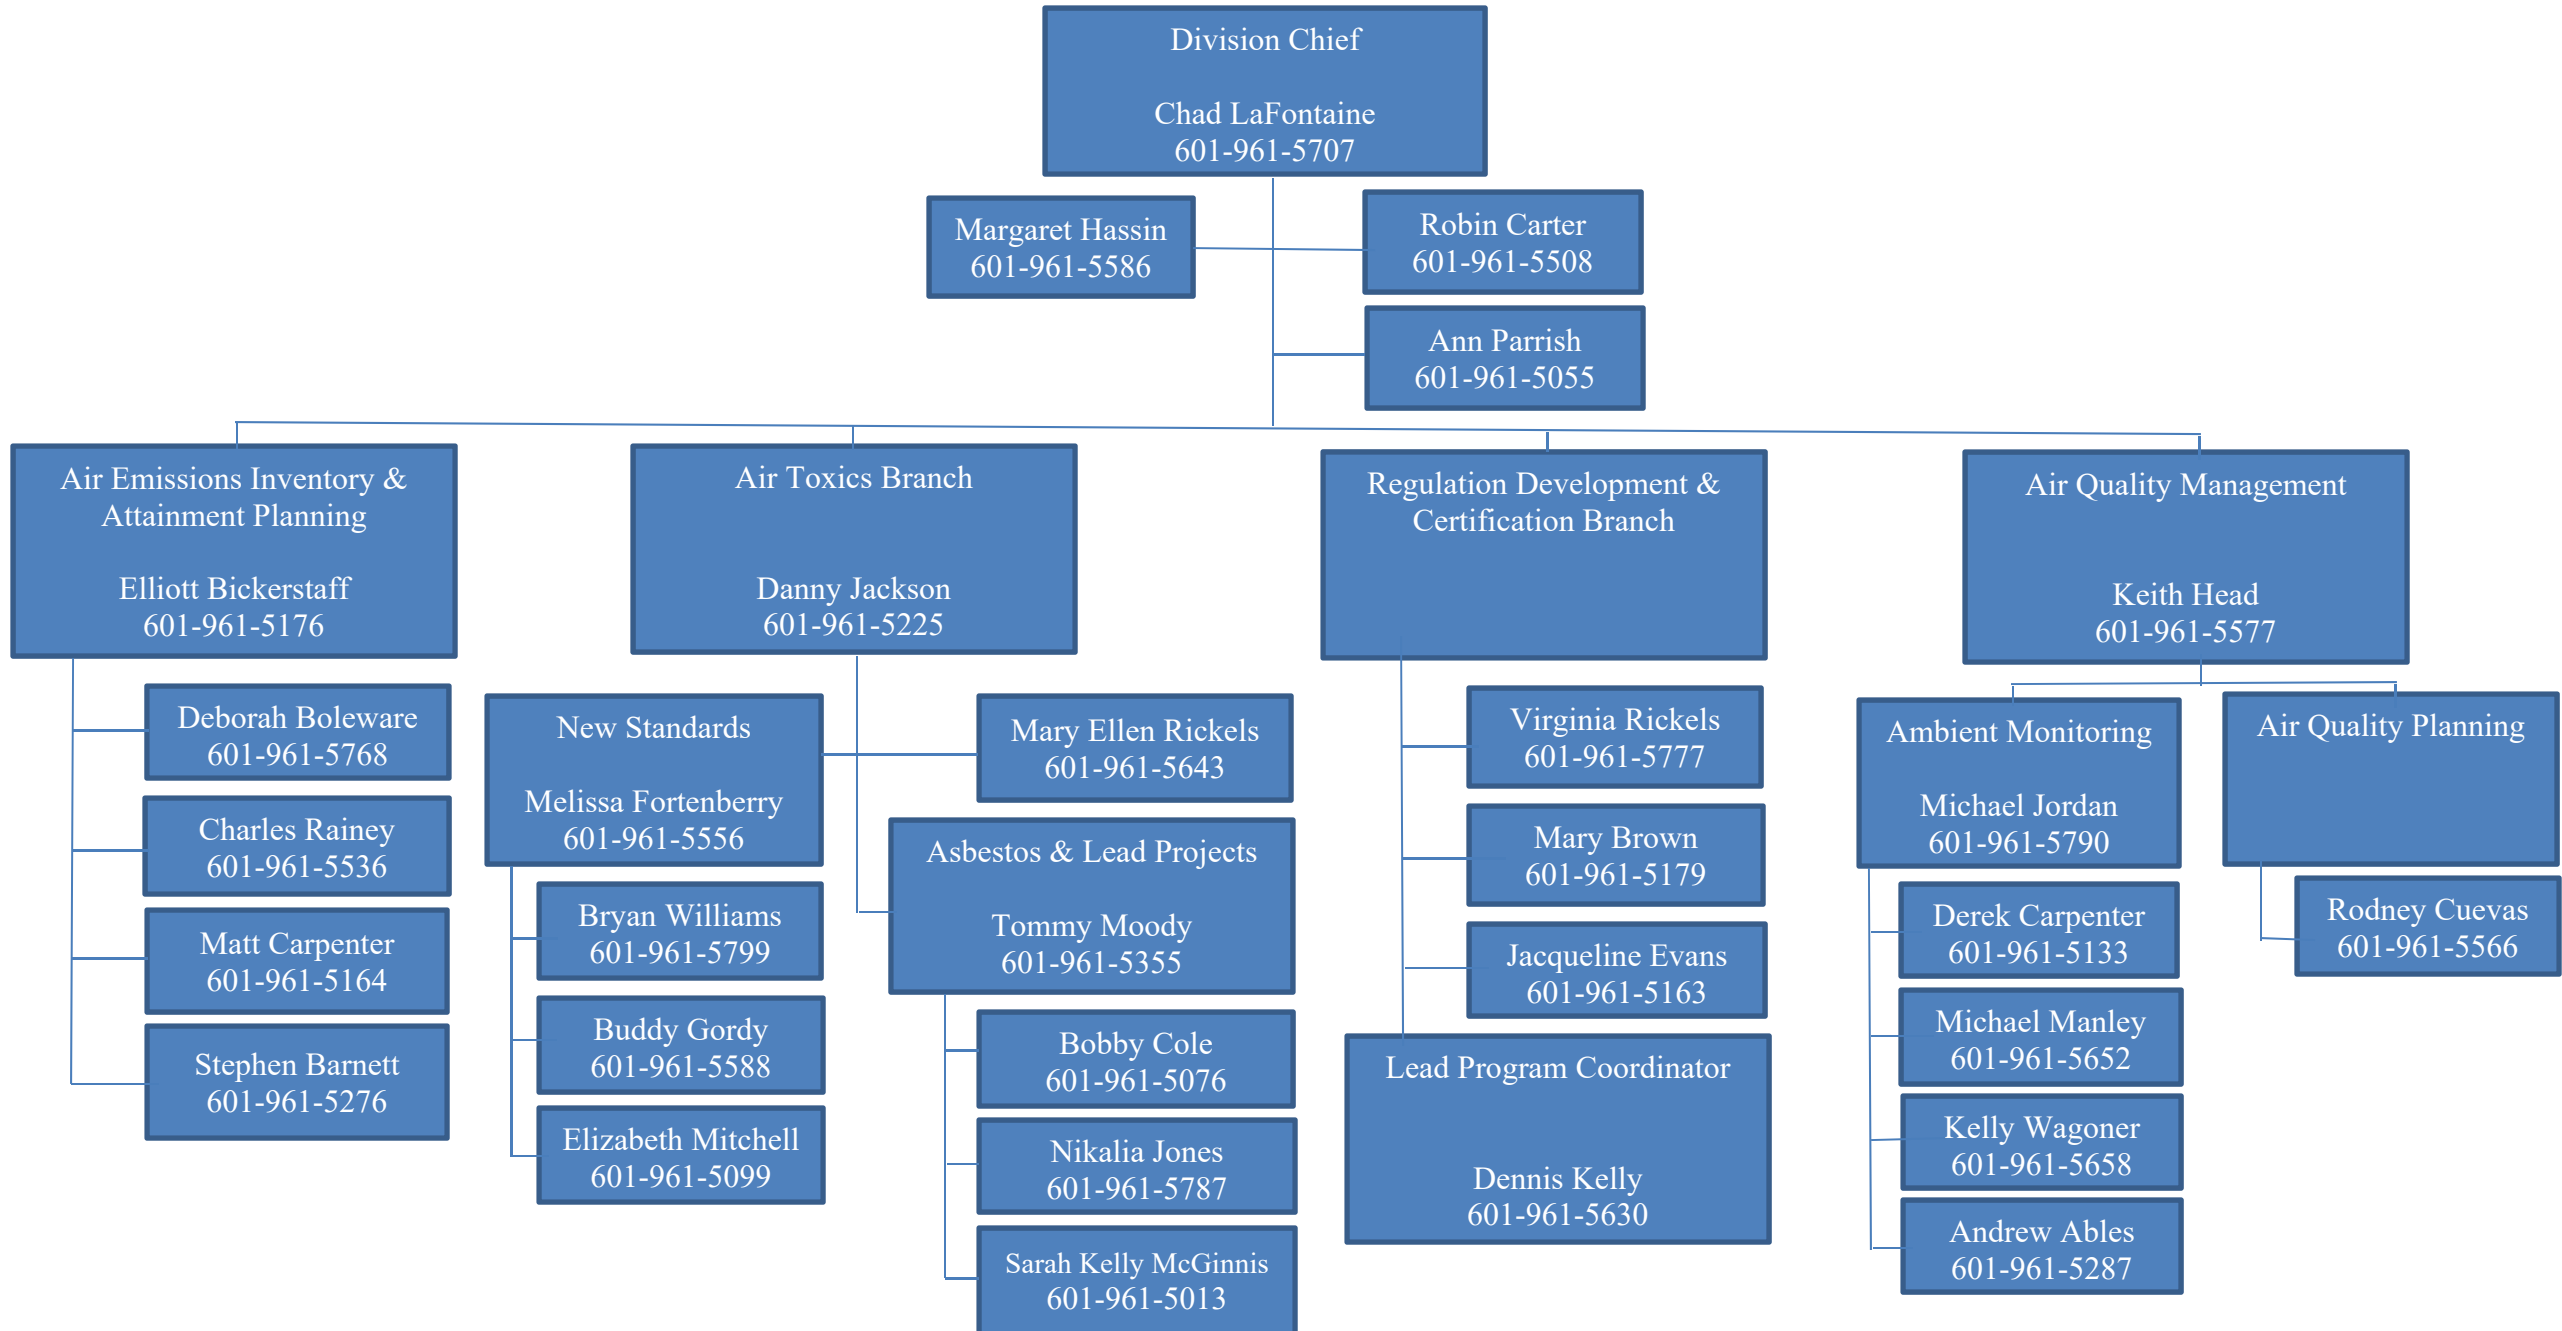 Division Chief
Chad LaFontaine
601-961-5707
Margaret Hassin
601-961-5586
Robin Carter
601-961-5508
Ann Parrish
601-961-5055
Air Emissions Inventory &
Attainment Planning
Elliott Bickerstaff
601-961-5176
Deborah Boleware
601-961-5768
Charles Rainey
601-961-5536
Matt Carpenter
601-961-5164
Stephen Barnett
601-961-5276
Air Toxics Branch
Danny Jackson
601-961-5225
New Standards
Melissa Fortenberry
601-961-5556
Bryan Williams
601-961-5799
Buddy Gordy
601-961-5588
Elizabeth Mitchell
601-961-5099
Mary Ellen Rickels
601-961-5643
Asbestos & Lead Projects
Tommy Moody
601-961-5355
Bobby Cole
601-961-5076
Nikalia Jones
601-961-5787
Sarah Kelly McGinnis
601-961-5013
Regulation Development &
Certification Branch
Virginia Rickels
601-961-5777
Mary Brown
601-961-5179
Jacqueline Evans
601-961-5163
Lead Program Coordinator
Dennis Kelly
601-961-5630
Air Quality Management
Keith Head
601-961-5577
Ambient Monitoring
Michael Jordan
601-961-5790
Derek Carpenter
601-961-5133
Michael Manley
601-961-5652
Kelly Wagoner
601-961-5658
Andrew Ables
601-961-5287
Air Quality Planning
Rodney Cuevas
601-961-5566